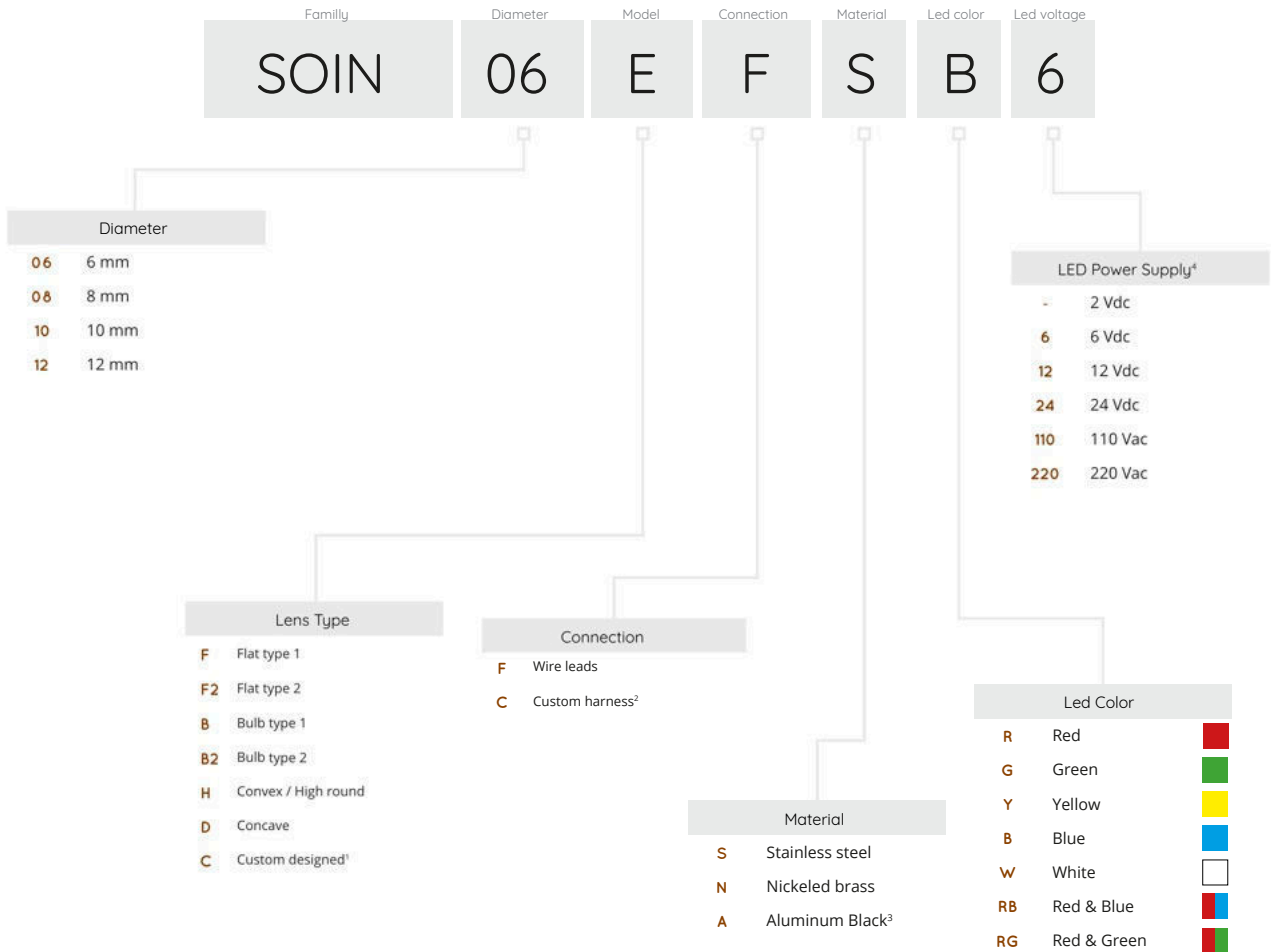 Familly Diameter Model Connection Material Led color Led voltage
SOIN 06 E F S B 6
Diameter
06 6 mm
08 8 mm
10 10 mm
12 12 mm
LED Power Supply⁴
- 2 Vdc
6 6 Vdc
12 12 Vdc
24 24 Vdc
110 110 Vac
220 220 Vac
Lens Type
F Flat type 1
F2 Flat type 2
B Bulb type 1
B2 Bulb type 2
H Convex / High round
D Concave
C Custom designed¹
Connection
F Wire leads
C Custom harness²
Material
S Stainless steel
N Nickeled brass
A Aluminum Black³
Led Color
R Red
G Green
Y Yellow
B Blue
W White
RB Red & Blue
RG Red & Green